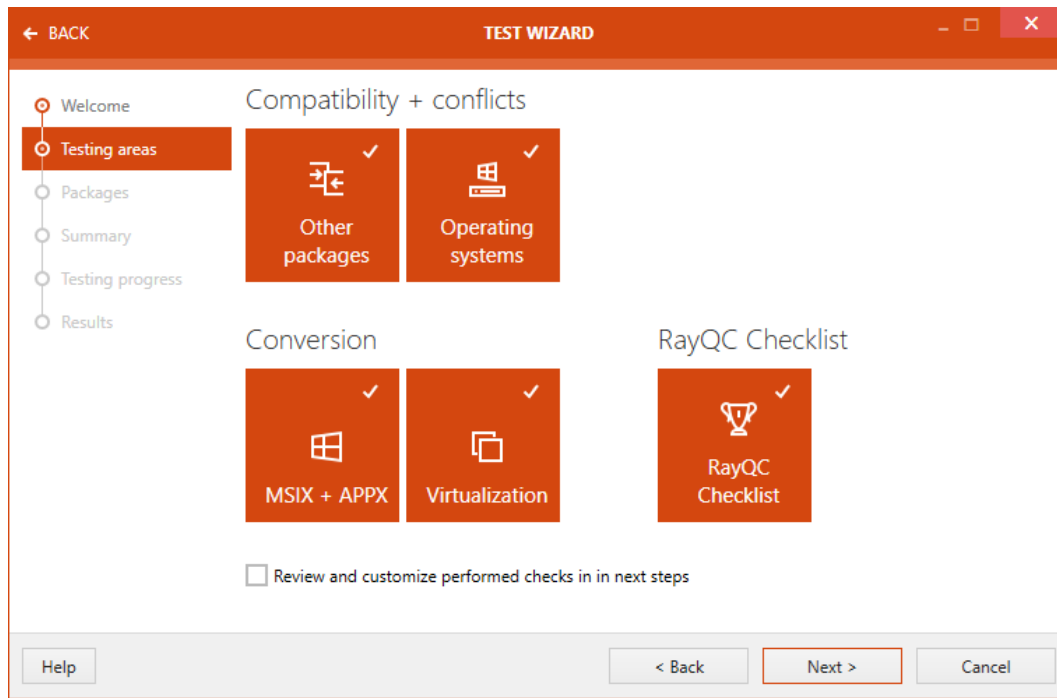 BACK
TEST WIZARD
Welcome
Testing areas
Packages
Summary
Testing progress
Results
Compatibility + conflicts
Other
packages
Operating
systems
Conversion
MSIX + APPX
Virtualization
RayQC Checklist
RayQC
Checklist
Review and customize performed checks in in next steps
Help
< Back
Next >
Cancel